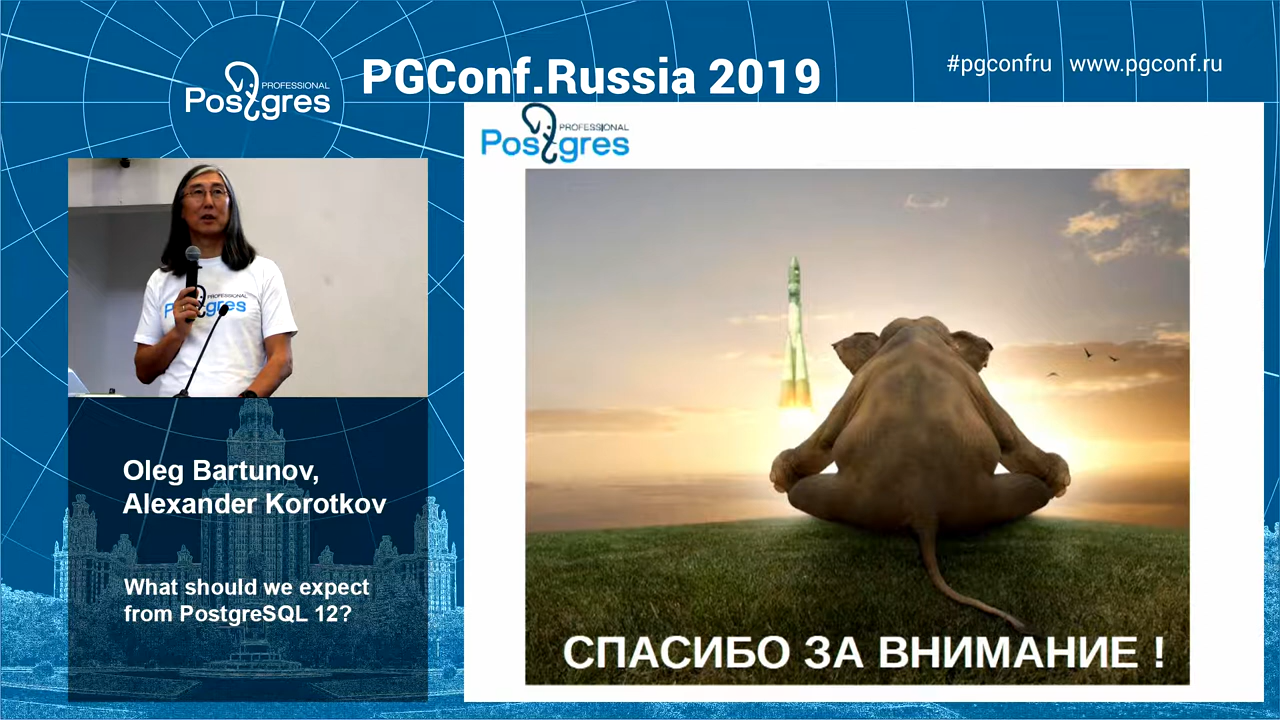 PROFESSIONAL
Postgres
PGConf.Russia 2019
#pgconfru www.pgconf.ru
PROFESSIONAL
Postgres
PROFESSIONAL
Postgres
Oleg Bartunov,
Alexander Korotkov
What should we expect
from PostgreSQL 12?
СПАСИБО ЗА ВНИМАНИЕ !